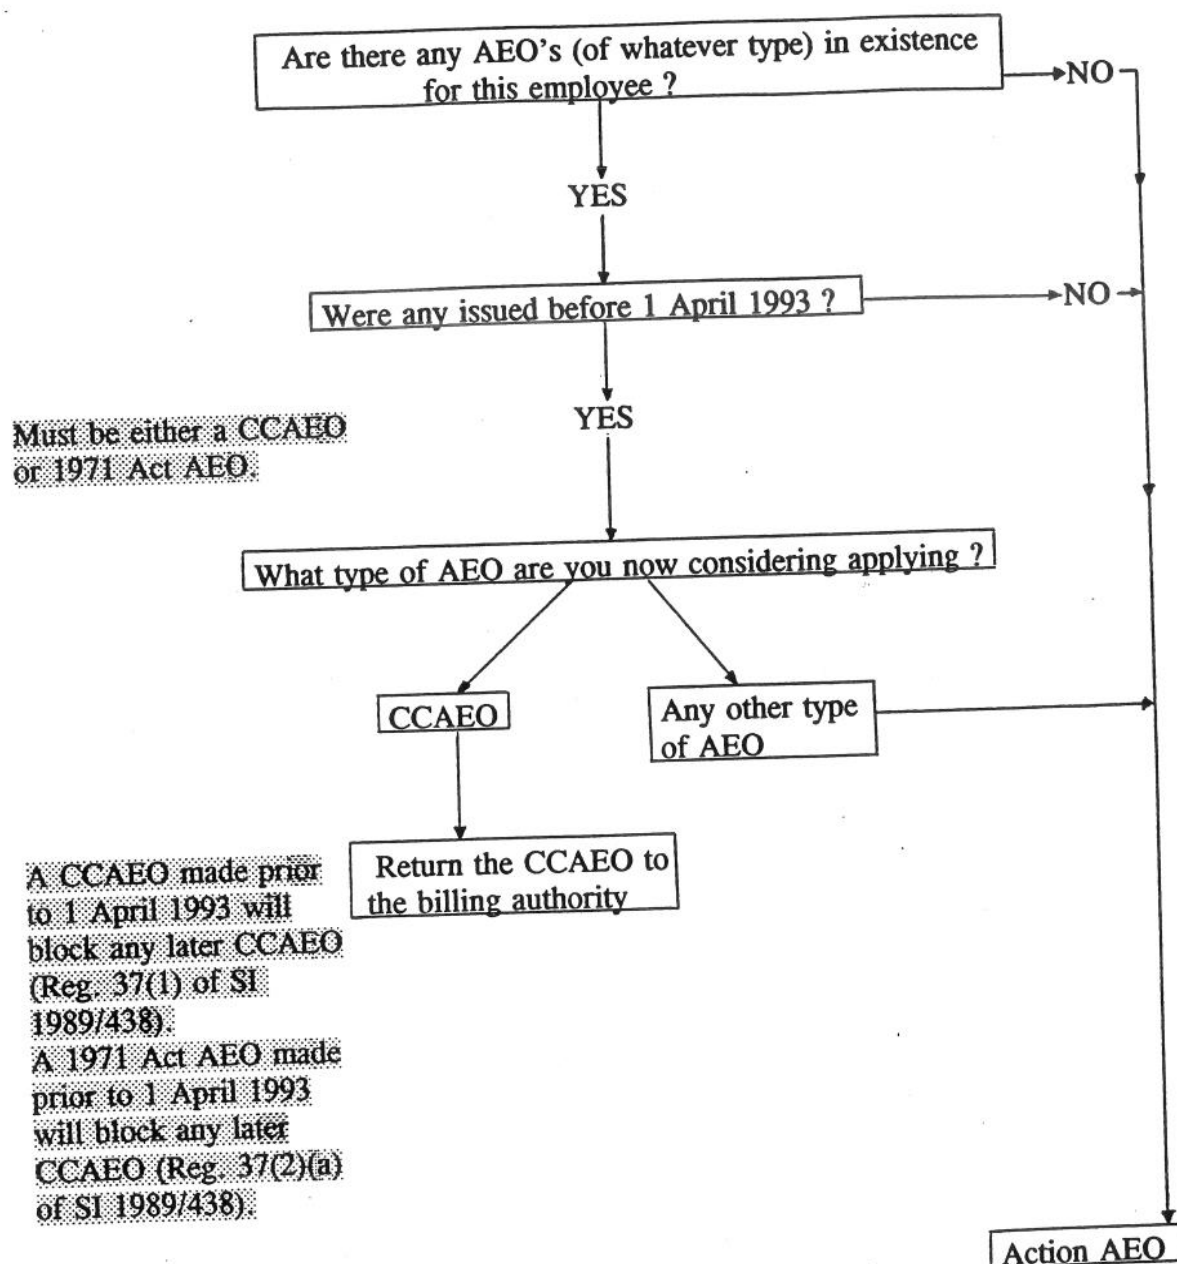 Are there any AEO's (of whatever type) in existence
for this employee ?
NO
YES
Were any issued before 1 April 1993 ?
NO
YES
Must be either a CCAEO
or 1971 Act AEO.
What type of AEO are you now considering applying ?
CCAEO
Any other type
of AEO
Return the CCAEO to
the billing authority
A CCAEO made prior
to 1 April 1993 will
block any later CCAEO
(Reg. 37(1) of SI
1989/438).
A 1971 Act AEO made
prior to 1 April 1993
will block any later
CCAEO (Reg. 37(2)(a)
of SI 1989/438).
Action AEO